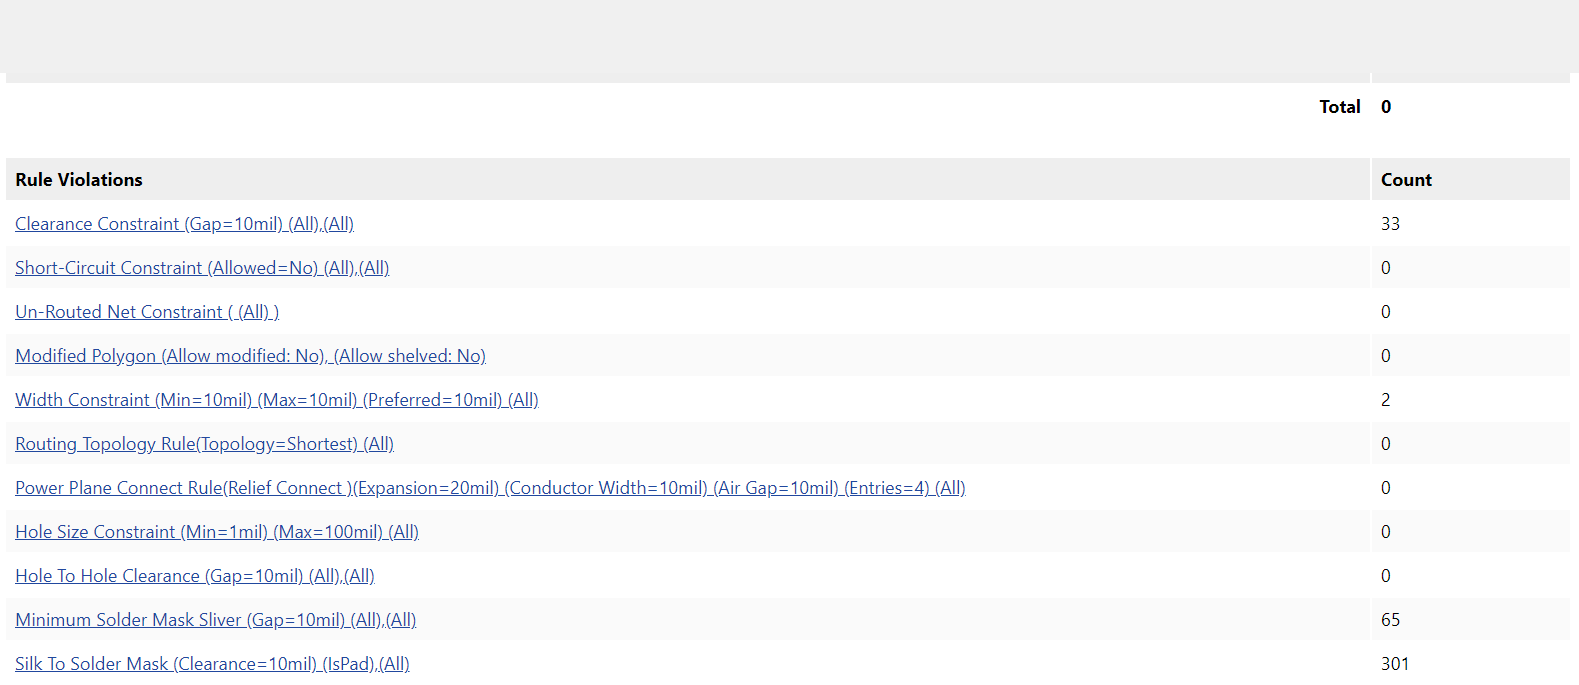 Total 0
Rule Violations Count
Clearance Constraint (Gap=10mil) (All),(All) 33
Short-Circuit Constraint (Allowed=No) (All),(All) 0
Un-Routed Net Constraint ( (All) ) 0
Modified Polygon (Allow modified: No), (Allow shelved: No) 0
Width Constraint (Min=10mil) (Max=10mil) (Preferred=10mil) (All) 2
Routing Topology Rule(Topology=Shortest) (All) 0
Power Plane Connect Rule(Relief Connect )(Expansion=20mil) (Conductor Width=10mil) (Air Gap=10mil) (Entries=4) (All) 0
Hole Size Constraint (Min=1mil) (Max=100mil) (All) 0
Hole To Hole Clearance (Gap=10mil) (All),(All) 0
Minimum Solder Mask Sliver (Gap=10mil) (All),(All) 65
Silk To Solder Mask (Clearance=10mil) (IsPad),(All) 301